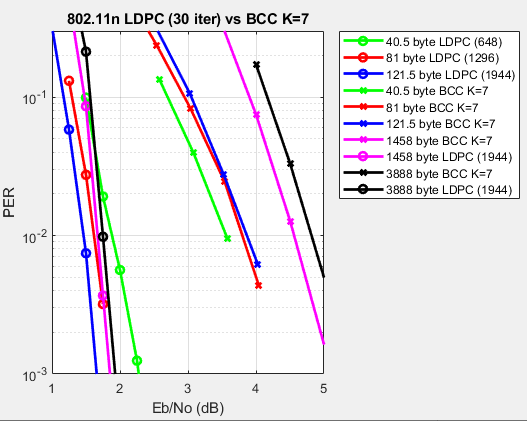 802.11n LDPC (30 iter) vs BCC K=7
40.5 byte LDPC (648)
81 byte LDPC (1296)
121.5 byte LDPC (1944)
40.5 byte BCC K=7
81 byte BCC K=7
121.5 byte BCC K=7
1458 byte BCC K=7
1458 byte LDPC (1944)
3888 byte BCC K=7
3888 byte LDPC (1944)
PER
10-1
10-2
10-3
1 2 3 4 5
Eb/No (dB)